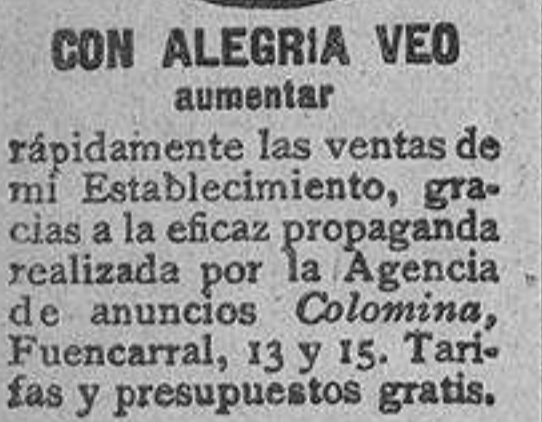 CON ALEGRIA VEO
aumentar
rápidamente las ventas de
mi Establecimiento, gra-
cias a la eficaz propaganda
realizada por la Agencia
de anuncios Colomina,
Fuencarral, 13 y 15. Tari-
fas y presupuestos gratis.